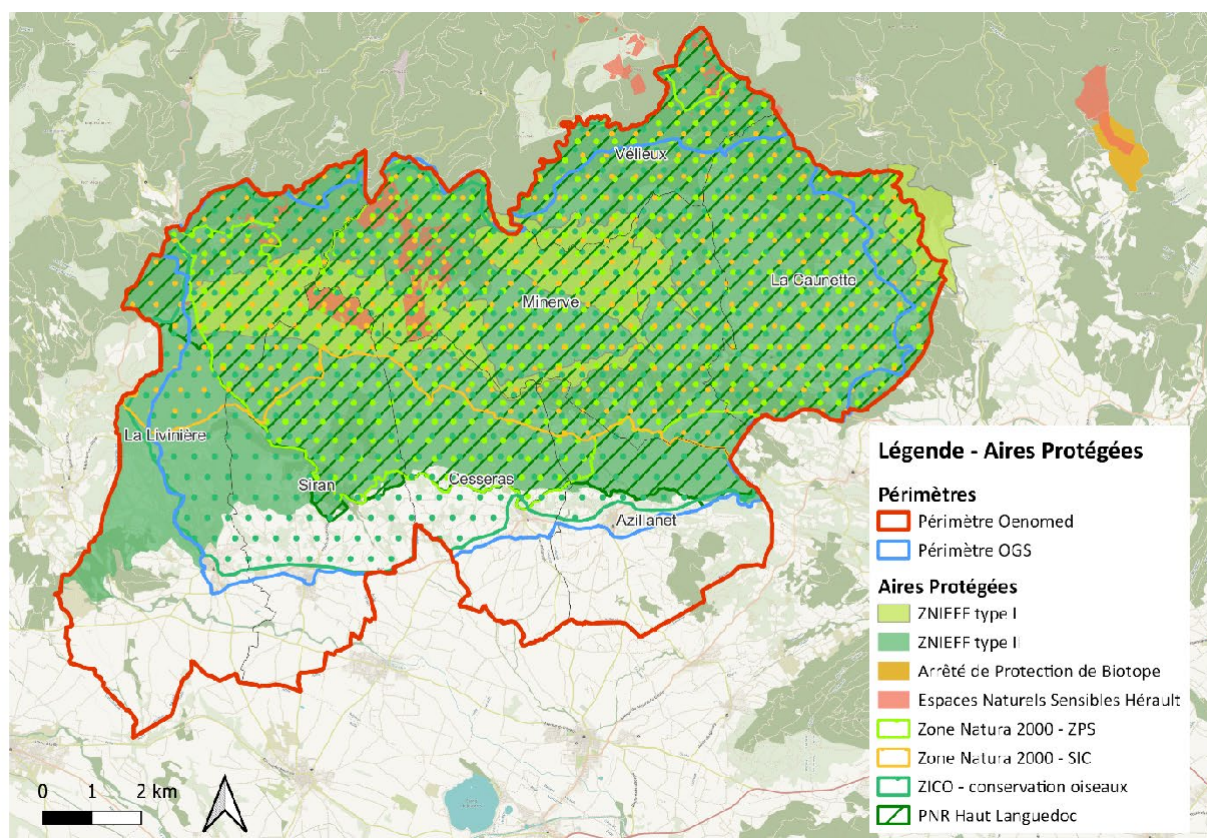 Vélieux
La Caunette
Minerve
La Livinière
Siran
Cesseras
Azillanet
Légende - Aires Protégées
Périmètres
Périmètre Oenomed
Périmètre OGS
Aires Protégées
ZNIEFF type I
ZNIEFF type II
Arrêté de Protection de Biotope
Espaces Naturels Sensibles Hérault
Zone Natura 2000 - ZPS
Zone Natura 2000 - SIC
ZICO - conservation oiseaux
PNR Haut Languedoc
0 1 2 km